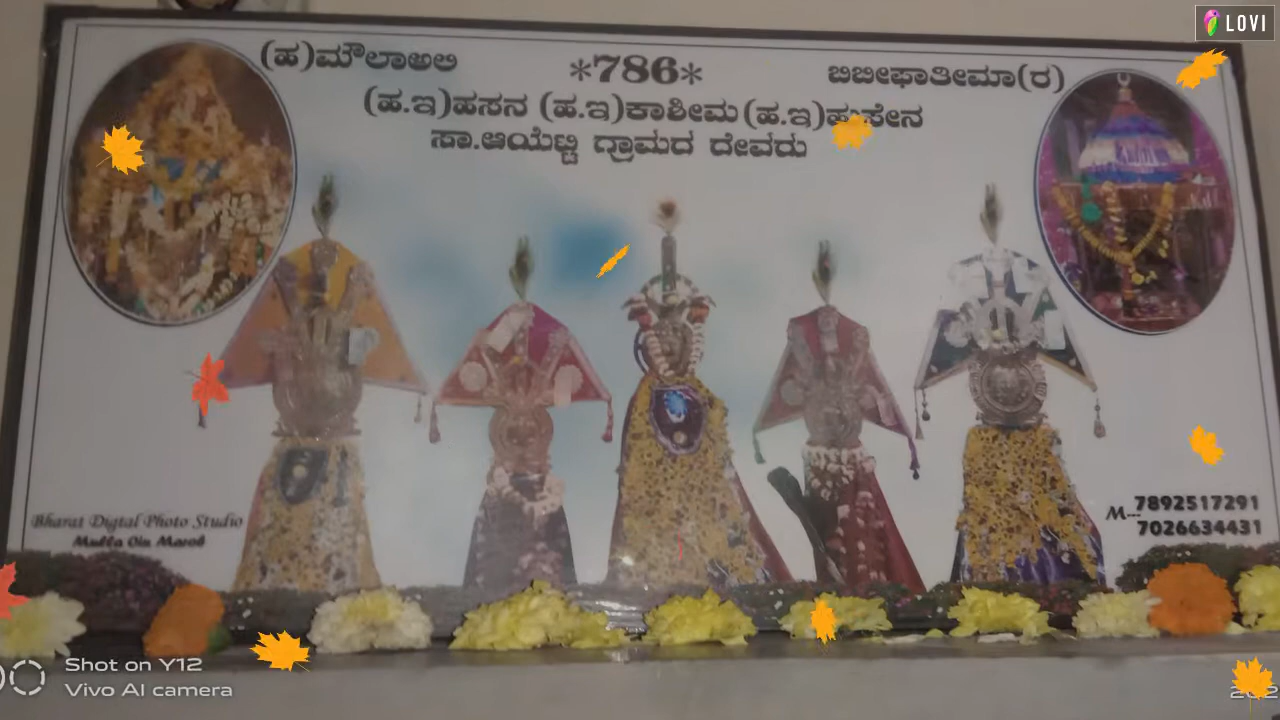 LOVI
(ಹ)ಮೌಲಾಅಲಿ *786* ಬಿಬೀಫಾತೀಮಾ(ರ)
(ಹ.ಇ)ಹಸನ (ಹ.ಇ)ಕಾಶೀಮ (ಹ.ಇ)ಹುಸೇನ
ಸಾ.ಆಯೆಟ್ಟಿ ಗ್ರಾಮದ ದೇವರು
Bharat Digtal Photo Studio
Mulla
M--- 7892517291
7026634431
Shot on Y12
Vivo AI camera